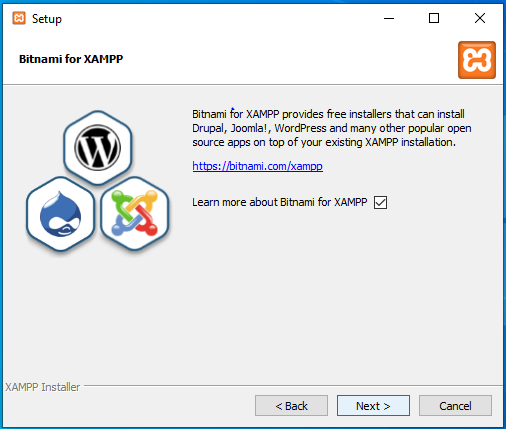 Setup
Bitnami for XAMPP
Bitnami for XAMPP provides free installers that can install
Drupal, Joomla!, WordPress and many other popular open
source apps on top of your existing XAMPP installation.
https://bitnami.com/xampp
Learn more about Bitnami for XAMPP
XAMPP Installer
< Back
Next >
Cancel